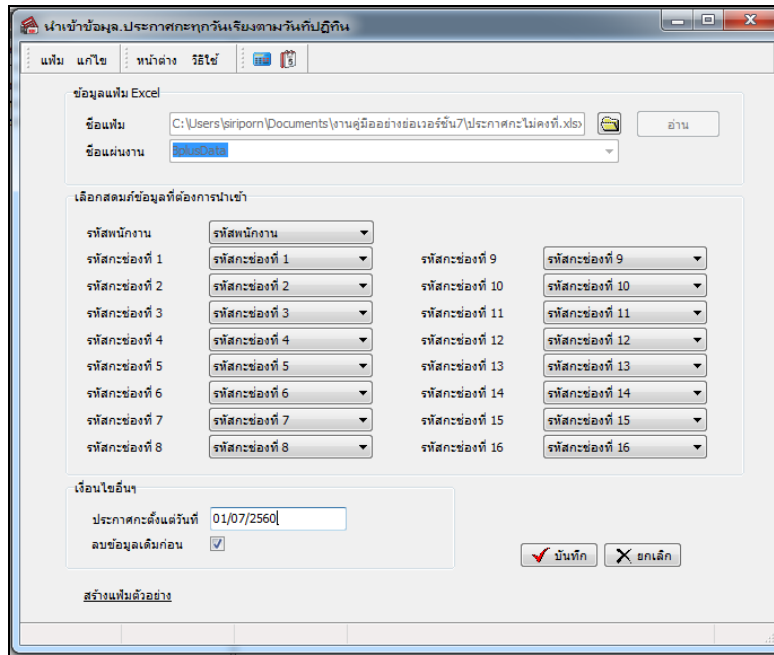 นำเข้าข้อมูล.ประกาศกะทุกวันเรียงตามวันที่ปฏิทิน
แฟ้ม แก้ไข หน้าต่าง วิธีใช้
ข้อมูลแฟ้ม Excel
ชื่อแฟ้ม C:\Users\siriporn\Documents\งานคู่มืออย่างย่อเวอร์ชั่น7\ประกาศกะไม่คงที่.xlsx อ่าน
ชื่อแผ่นงาน BplusData
เลือกสดมภ์ข้อมูลที่ต้องการนำเข้า
รหัสพนักงาน รหัสพนักงาน
รหัสกะช่องที่ 1 รหัสกะช่องที่ 1 รหัสกะช่องที่ 9 รหัสกะช่องที่ 9
รหัสกะช่องที่ 2 รหัสกะช่องที่ 2 รหัสกะช่องที่ 10 รหัสกะช่องที่ 10
รหัสกะช่องที่ 3 รหัสกะช่องที่ 3 รหัสกะช่องที่ 11 รหัสกะช่องที่ 11
รหัสกะช่องที่ 4 รหัสกะช่องที่ 4 รหัสกะช่องที่ 12 รหัสกะช่องที่ 12
รหัสกะช่องที่ 5 รหัสกะช่องที่ 5 รหัสกะช่องที่ 13 รหัสกะช่องที่ 13
รหัสกะช่องที่ 6 รหัสกะช่องที่ 6 รหัสกะช่องที่ 14 รหัสกะช่องที่ 14
รหัสกะช่องที่ 7 รหัสกะช่องที่ 7 รหัสกะช่องที่ 15 รหัสกะช่องที่ 15
รหัสกะช่องที่ 8 รหัสกะช่องที่ 8 รหัสกะช่องที่ 16 รหัสกะช่องที่ 16
เงื่อนไขอื่นๆ
ประกาศกะตั้งแต่วันที่ 01/07/2560
ลบข้อมูลเดิมก่อน
บันทึก ยกเลิก
สร้างแฟ้มตัวอย่าง